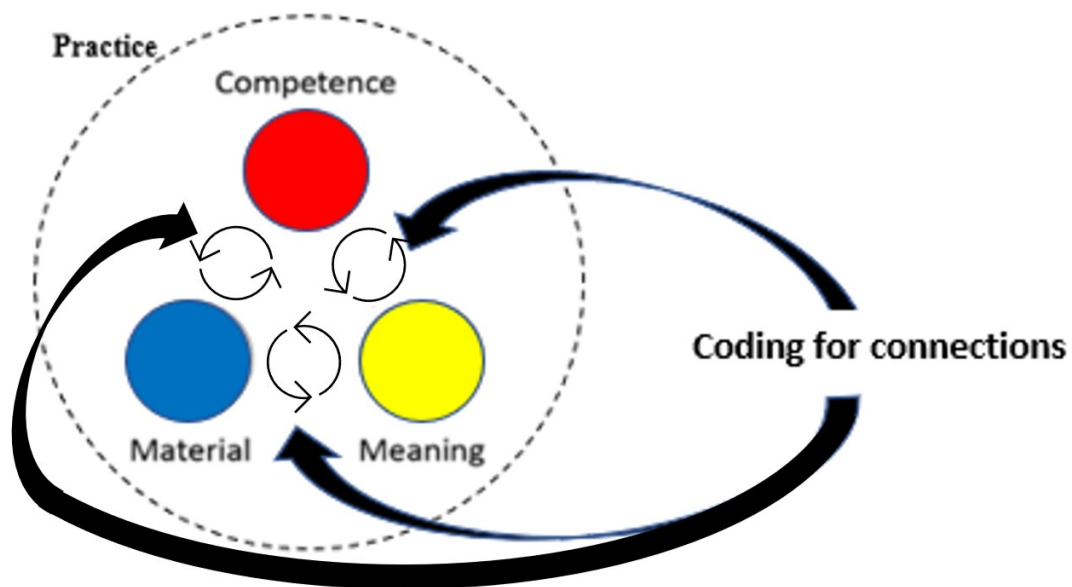 Practice
Competence
Coding for connections
Material
Meaning